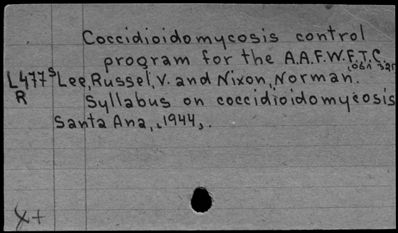 Coccidioidomycosis control
program for the A.A.F.W.F.T.C.
L477s Lee, Russel, V. and Nixon, Norman.
R Syllabus on coccidioidomycosis
Santa Ana, 1944,.
X+